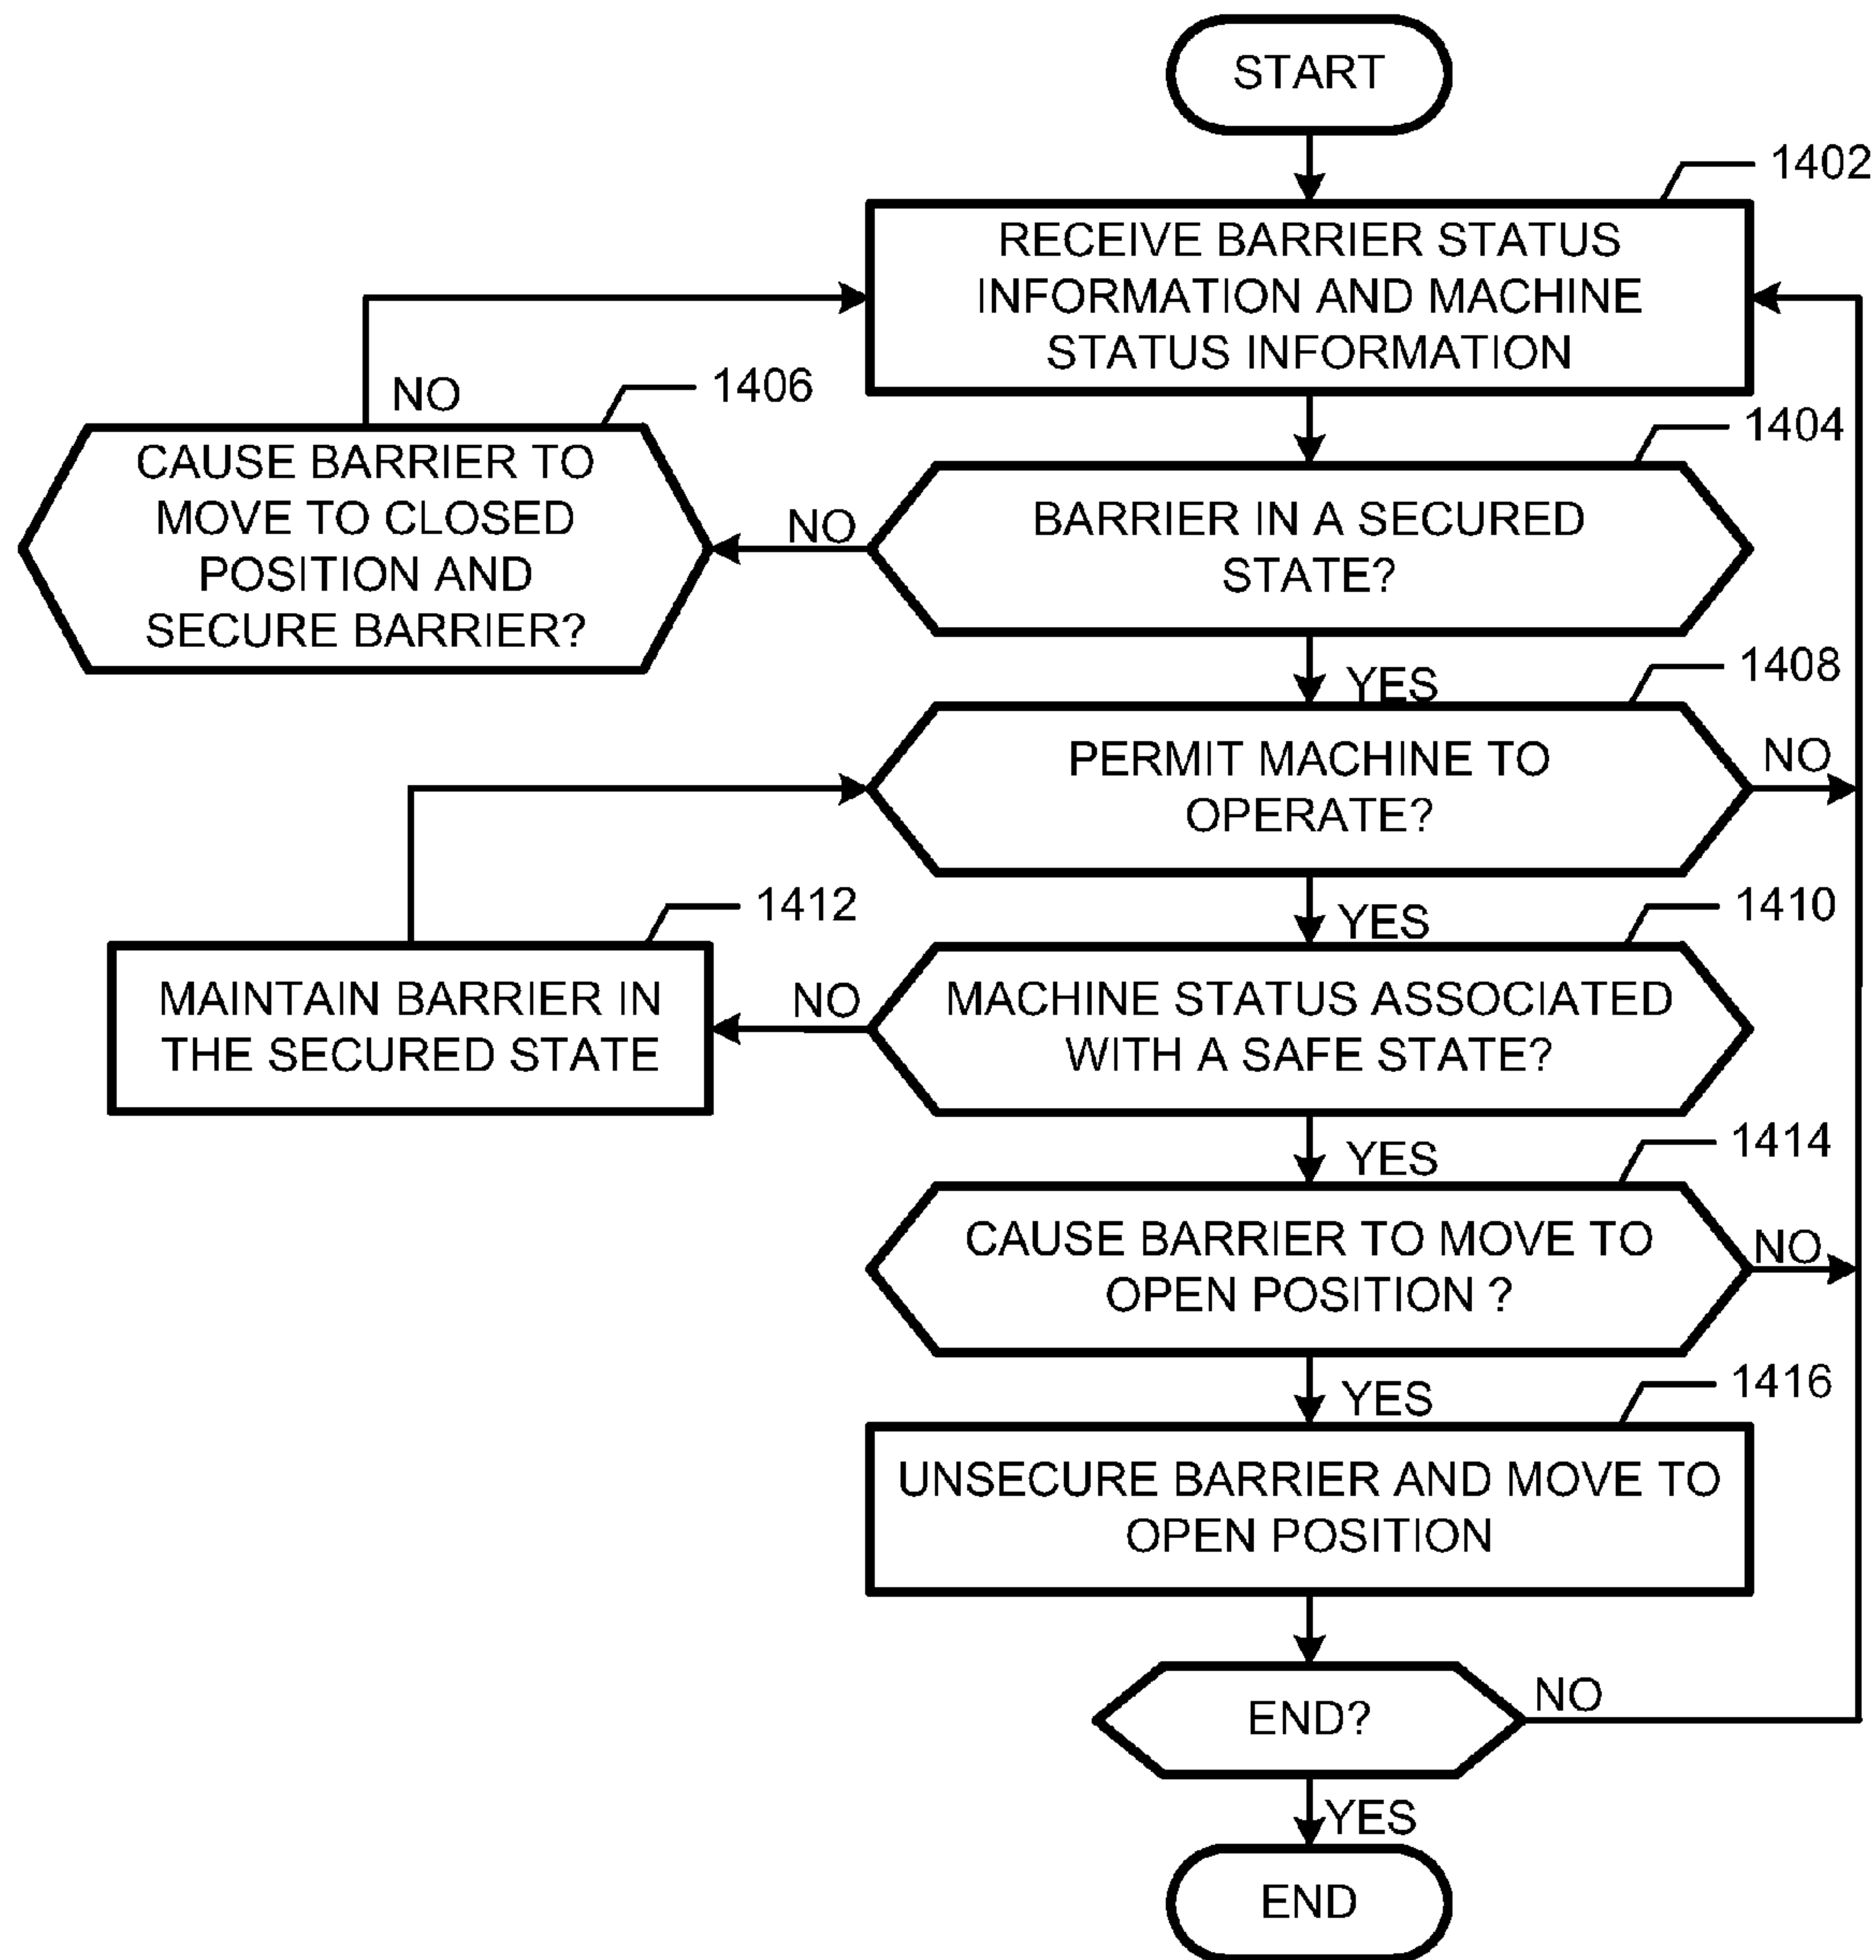 START
1402
RECEIVE BARRIER STATUS
INFORMATION AND MACHINE
STATUS INFORMATION
NO
1406
1404
CAUSE BARRIER TO
MOVE TO CLOSED
POSITION AND
SECURE BARRIER?
NO
BARRIER IN A SECURED
STATE?
YES
1408
PERMIT MACHINE TO
OPERATE?
NO
1412
YES
1410
MAINTAIN BARRIER IN
THE SECURED STATE
NO
MACHINE STATUS ASSOCIATED
WITH A SAFE STATE?
YES
1414
CAUSE BARRIER TO MOVE TO
OPEN POSITION ?
NO
YES
1416
UNSECURE BARRIER AND MOVE TO
OPEN POSITION
END?
NO
YES
END